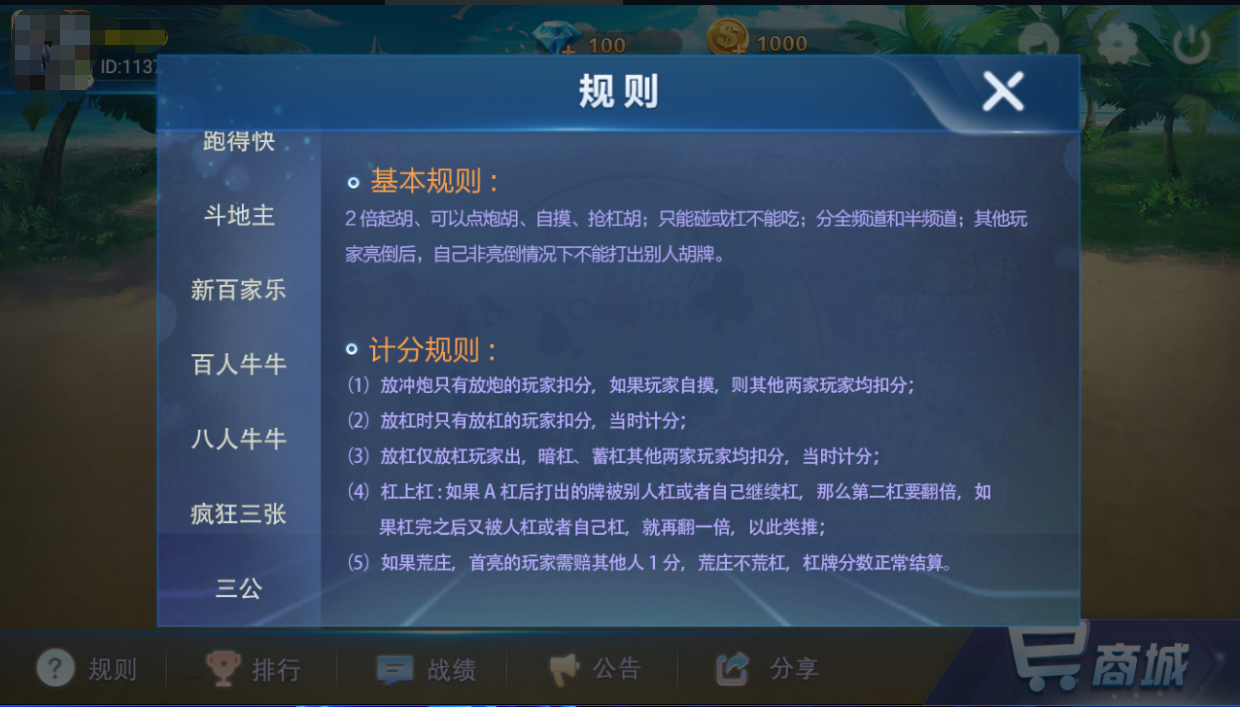 100
1000
ID:113
规则
跑得快
斗地主
新百家乐
百人牛牛
八人牛牛
疯狂三张
三公
基本规则：
2 倍起胡、可以点炮胡、自摸、抢杠胡；只能碰或杠不能吃；分全频道和半频道；其他玩
家亮倒后，自己非亮倒情况下不能打出别人胡牌。
计分规则：
（1）放冲炮只有放炮的玩家扣分，如果玩家自摸，则其他两家玩家均扣分；
（2）放杠时只有放杠的玩家扣分，当时计分；
（3）放杠仅放杠玩家出，暗杠、蓄杠其他两家玩家均扣分，当时计分；
（4）杠上杠：如果 A 杠后打出的牌被别人杠或者自己继续杠，那么第二杠要翻倍，如
果杠完之后又被人杠或者自己杠，就再翻一倍，以此类推；
（5）如果荒庄，首亮的玩家需赔其他人 1 分，荒庄不荒杠，杠牌分数正常结算。
? 规则
排行
战绩
公告
分享
商城